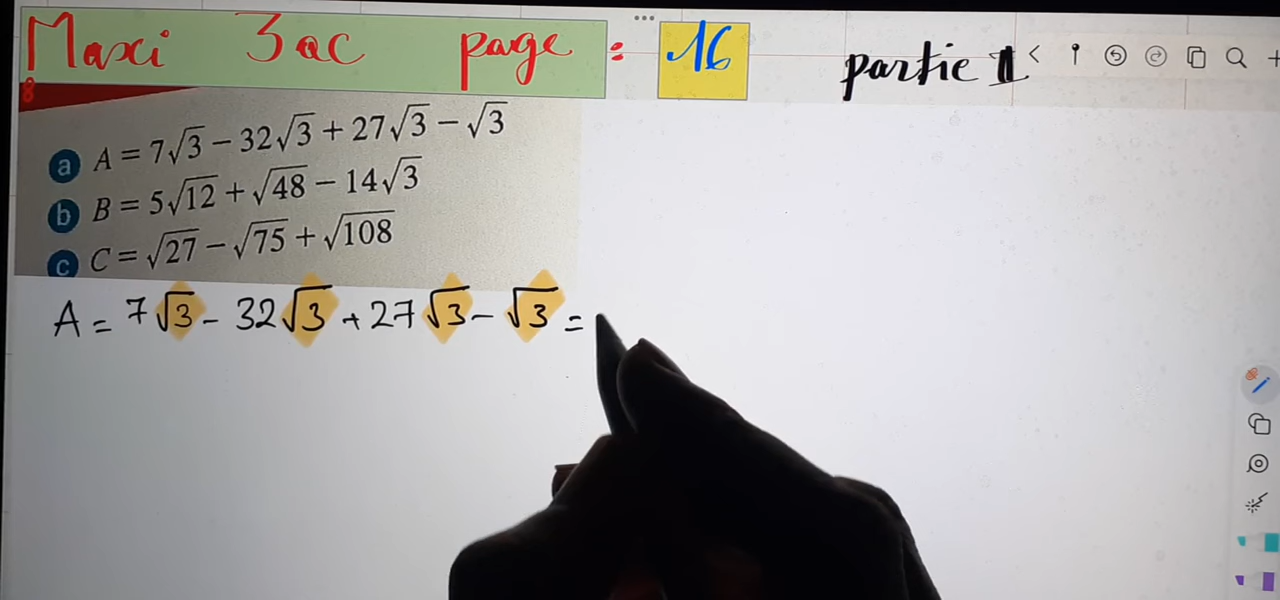 Maxi 3ac page : 16 partie 1
8
a A = 7√3 − 32√3 + 27√3 − √3
b B = 5√12 + √48 − 14√3
c C = √27 − √75 + √108
A = 7√3 - 32√3 + 27√3 - √3 =